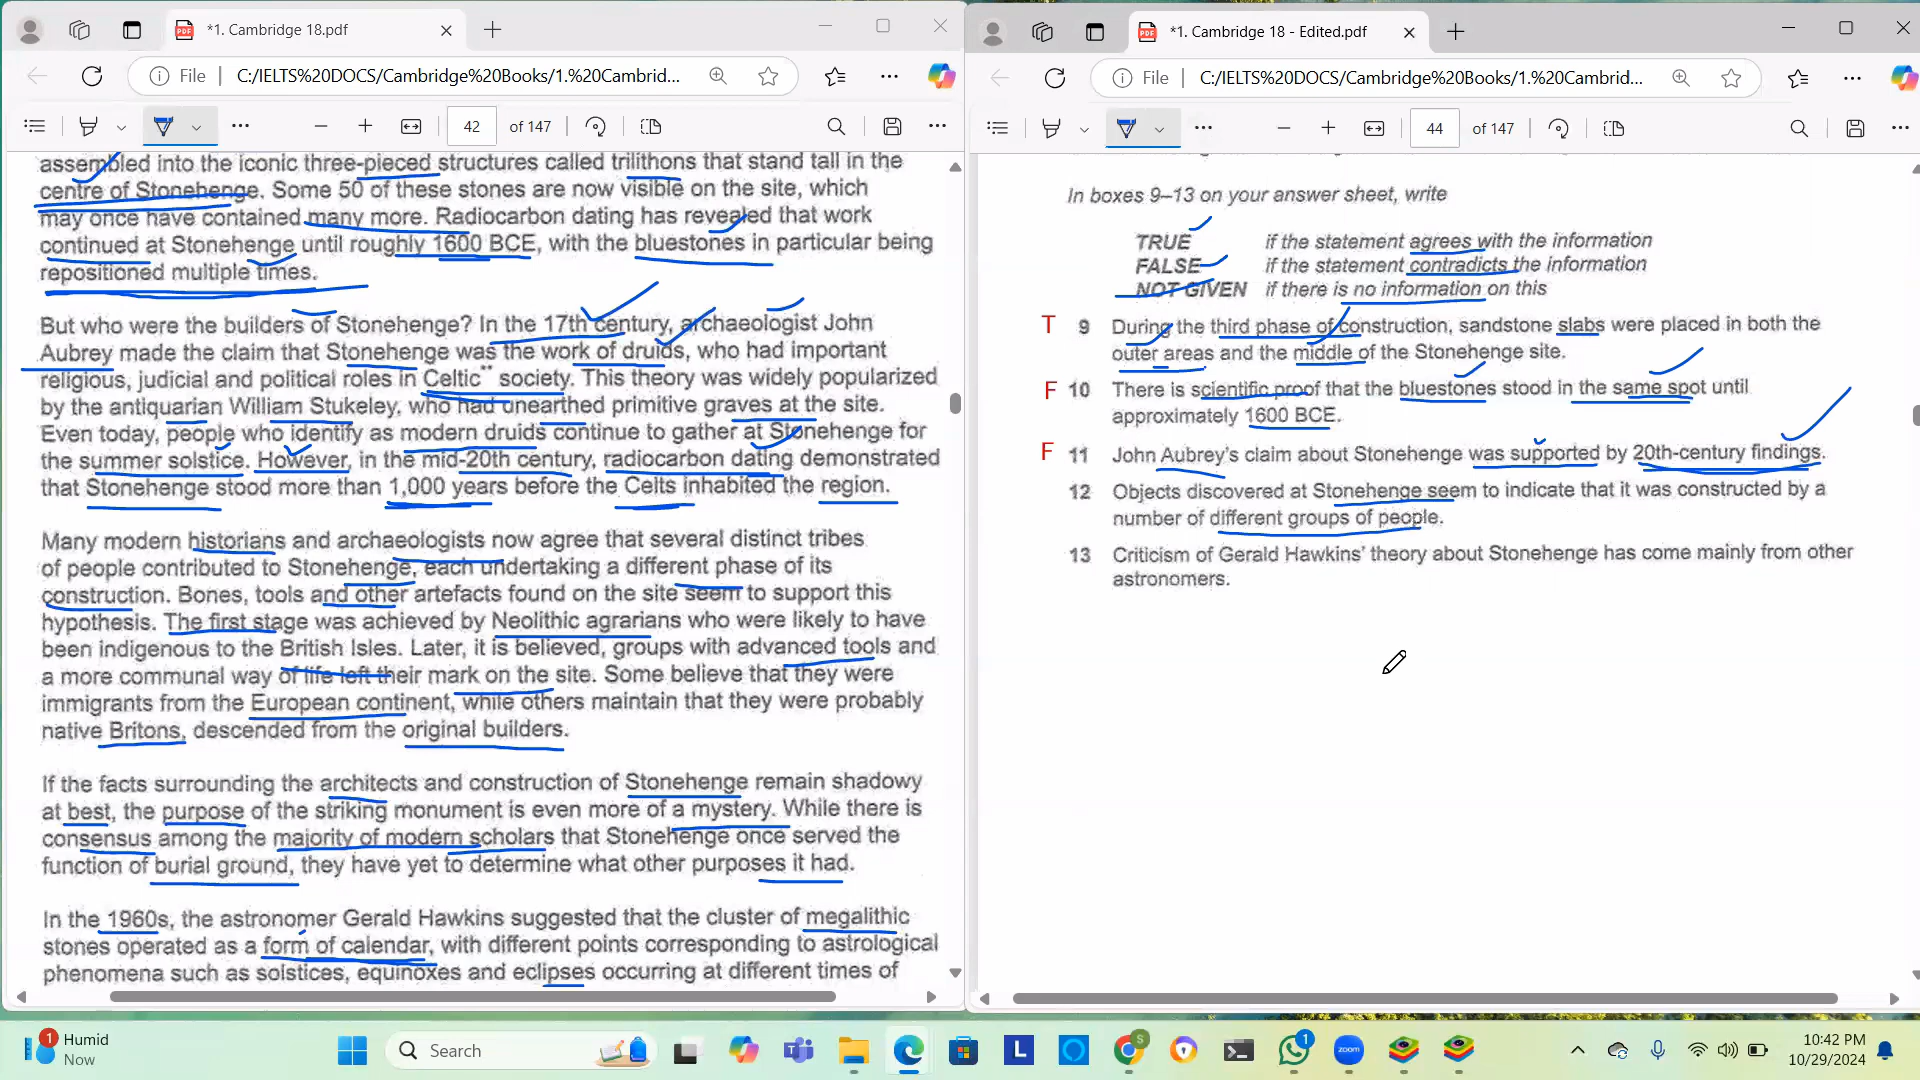 *1. Cambridge 18.pdf
File
C:/IELTS%20DOCS/Cambridge%20Books/1.%20Cambrid...
42 of 147
assembled into the iconic three-pieced structures called trilithons that stand tall in the
centre of Stonehenge. Some 50 of these stones are now visible on the site, which
may once have contained many more. Radiocarbon dating has revealed that work
continued at Stonehenge until roughly 1600 BCE, with the bluestones in particular being
repositioned multiple times.
But who were the builders of Stonehenge? In the 17th century, archaeologist John
Aubrey made the claim that Stonehenge was the work of druids, who had important
religious, judicial and political roles in Celtic** society. This theory was widely popularized
by the antiquarian William Stukeley, who had unearthed primitive graves at the site.
Even today, people who identify as modern druids continue to gather at Stonehenge for
the summer solstice. However, in the mid-20th century, radiocarbon dating demonstrated
that Stonehenge stood more than 1,000 years before the Celts inhabited the region.
Many modern historians and archaeologists now agree that several distinct tribes
of people contributed to Stonehenge, each undertaking a different phase of its
construction. Bones, tools and other artefacts found on the site seem to support this
hypothesis. The first stage was achieved by Neolithic agrarians who were likely to have
been indigenous to the British Isles. Later, it is believed, groups with advanced tools and
a more communal way of life left their mark on the site. Some believe that they were
immigrants from the European continent, while others maintain that they were probably
native Britons, descended from the original builders.
If the facts surrounding the architects and construction of Stonehenge remain shadowy
at best, the purpose of the striking monument is even more of a mystery. While there is
consensus among the majority of modern scholars that Stonehenge once served the
function of burial ground, they have yet to determine what other purposes it had.
In the 1960s, the astronomer Gerald Hawkins suggested that the cluster of megalithic
stones operated as a form of calendar, with different points corresponding to astrological
phenomena such as solstices, equinoxes and eclipses occurring at different times of
*1. Cambridge 18 - Edited.pdf
File
C:/IELTS%20DOCS/Cambridge%20Books/1.%20Cambrid...
44 of 147
In boxes 9–13 on your answer sheet, write
TRUE if the statement agrees with the information
FALSE if the statement contradicts the information
NOT GIVEN if there is no information on this
T 9 During the third phase of construction, sandstone slabs were placed in both the
outer areas and the middle of the Stonehenge site.
F 10 There is scientific proof that the bluestones stood in the same spot until
approximately 1600 BCE.
F 11 John Aubrey's claim about Stonehenge was supported by 20th-century findings.
12 Objects discovered at Stonehenge seem to indicate that it was constructed by a
number of different groups of people.
13 Criticism of Gerald Hawkins' theory about Stonehenge has come mainly from other
astronomers.
1
Humid
Now
Search
L
S
1
zoom
10:42 PM
10/29/2024